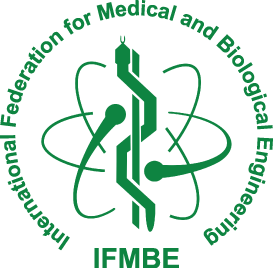 International Federation for Medical and Biological Engineering
IFMBE